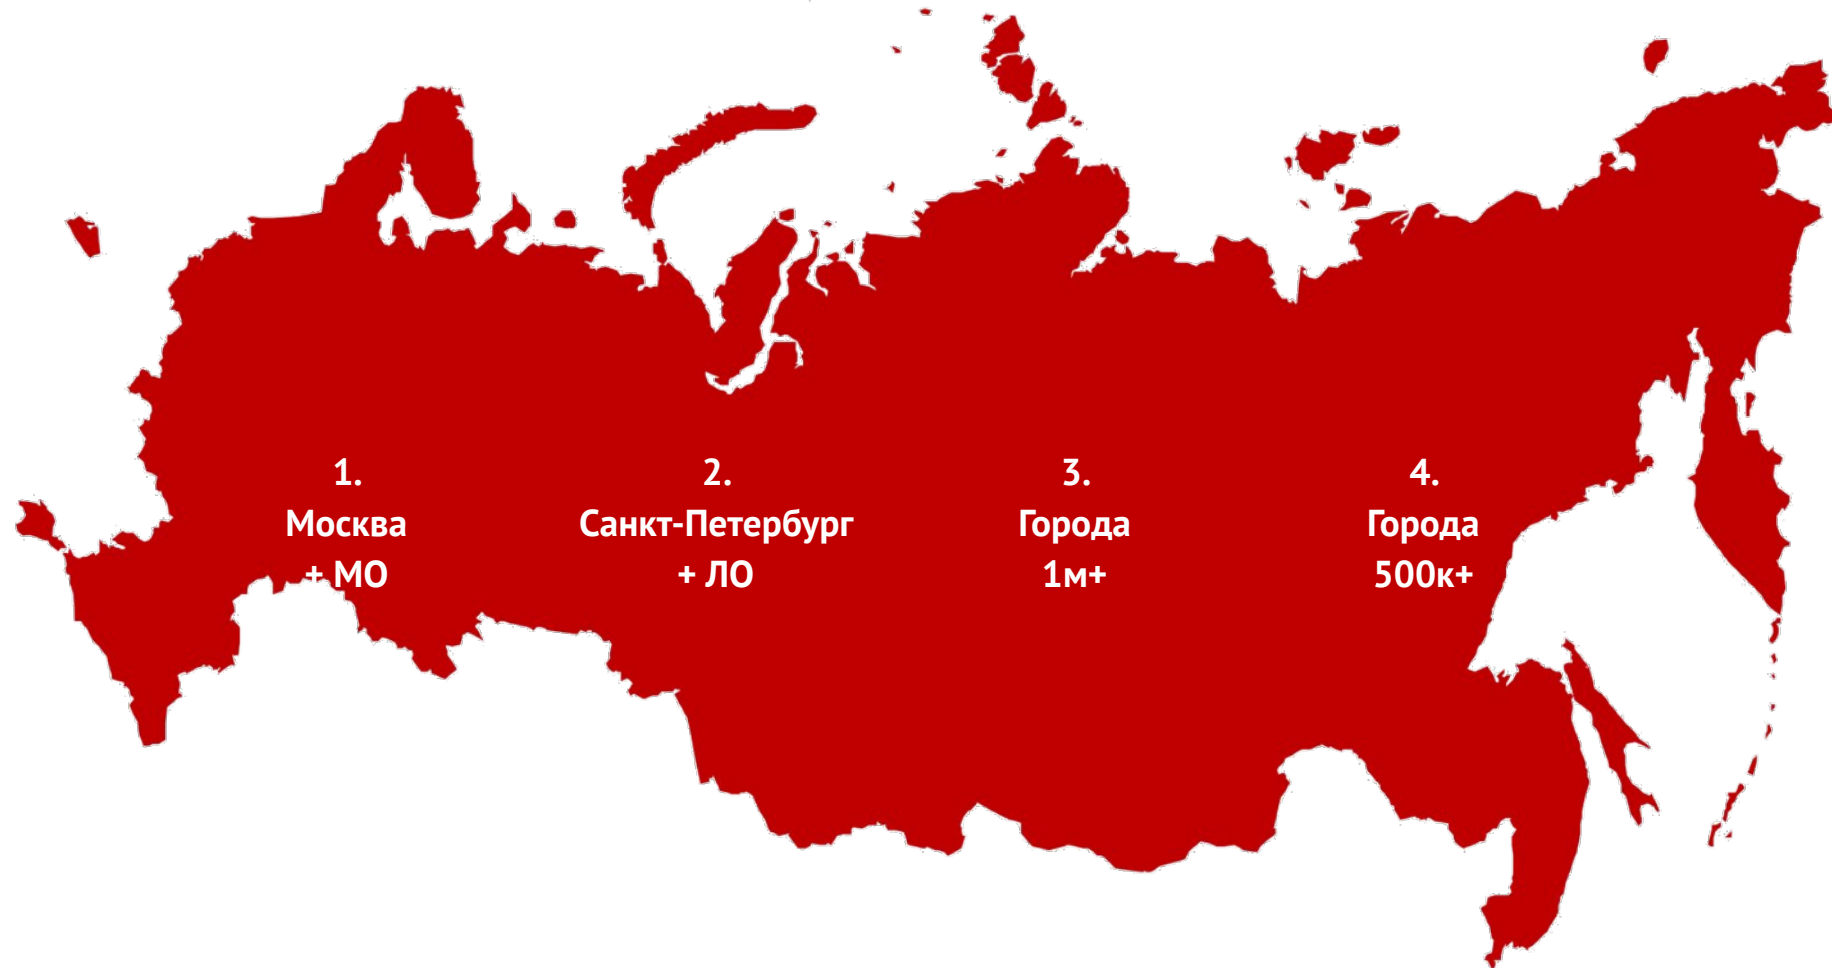 1.
Москва
+ МО
2.
Санкт-Петербург
+ ЛО
3.
Города
1м+
4.
Города
500к+